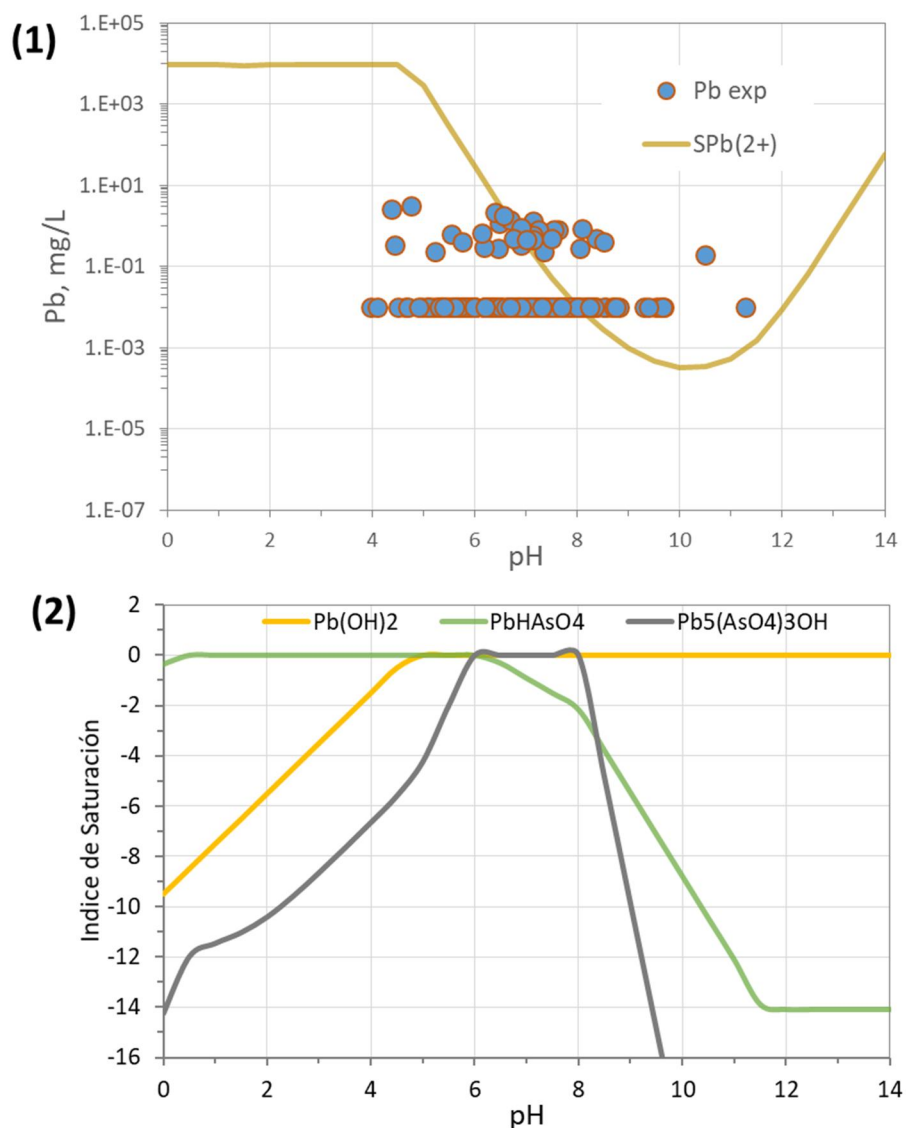 (1)
Pb, mg/L
1.E+05
1.E+03
1.E+01
1.E-01
1.E-03
1.E-05
1.E-07
Pb exp
SPb(2+)
0 2 4 6 8 10 12 14
pH
(2)
Indice de Saturación
2
0
-2
-4
-6
-8
-10
-12
-14
-16
Pb(OH)2 PbHAsO4 Pb5(AsO4)3OH
0 2 4 6 8 10 12 14
pH